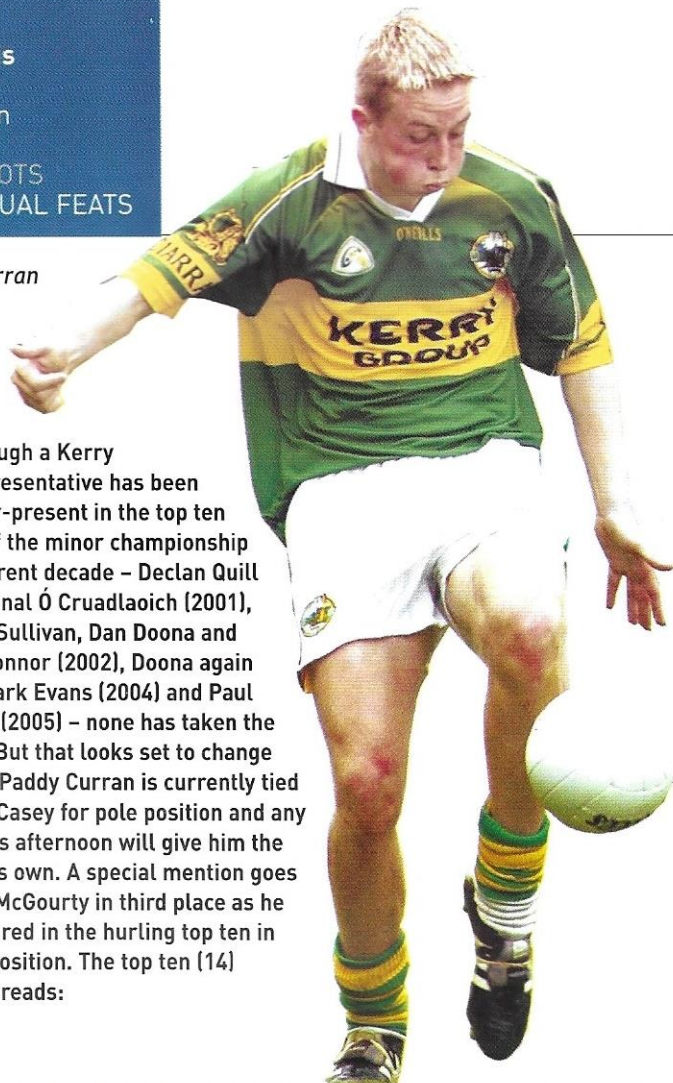 s
n
OTS
UAL FEATS
rran
ugh a Kerry
resentative has been
r-present in the top ten
f the minor championship
rent decade – Declan Quill
nal Ó Cruadlaoich (2001),
Sullivan, Dan Doona and
onnor (2002), Doona again
ark Evans (2004) and Paul
(2005) – none has taken the
But that looks set to change
Paddy Curran is currently tied
Casey for pole position and any
s afternoon will give him the
s own. A special mention goes
McGourty in third place as he
red in the hurling top ten in
osition. The top ten (14)
reads:
O'NEILLS
IARRA
KERRY
GROUP